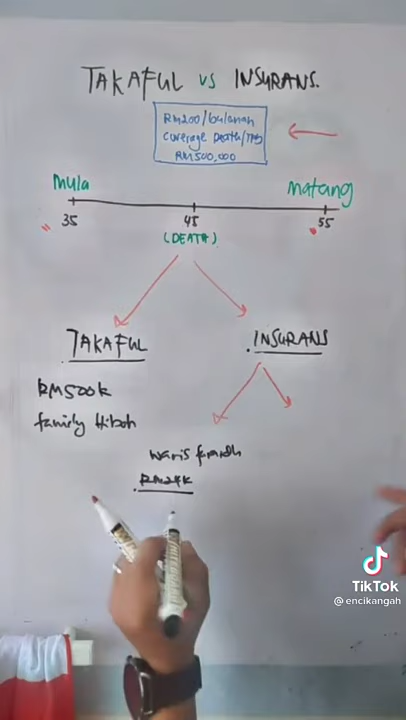 TAKAFUL vs INSURANS.
RM200/bulanan
Coverage Death/TPD
RM500,000
Mula
Matang
35
45
55
(DEATH)
TAKAFUL
INSURANS
RM500K
family Hibah
waris faraidh
RM24K
TikTok
@encikangah